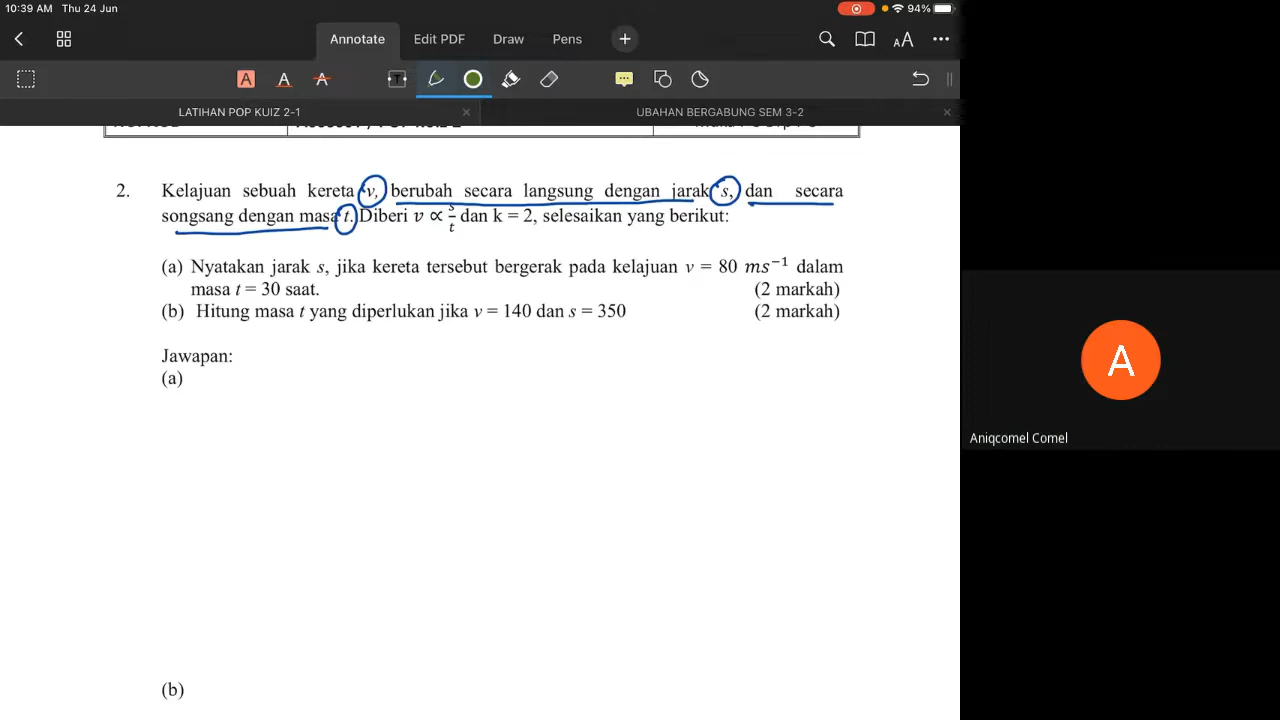 10:39 AM Thu 24 Jun 94%
Annotate Edit PDF Draw Pens
LATIHAN POP KUIZ 2-1
UBAHAN BERGABUNG SEM 3-2
2. Kelajuan sebuah kereta v, berubah secara langsung dengan jarak s, dan secara
songsang dengan masa t. Diberi v ∝ s/t dan k = 2, selesaikan yang berikut:
(a) Nyatakan jarak s, jika kereta tersebut bergerak pada kelajuan v = 80 ms⁻¹ dalam
masa t = 30 saat. (2 markah)
(b) Hitung masa t yang diperlukan jika v = 140 dan s = 350 (2 markah)
Jawapan:
(a)
(b)
A
Aniqcomel Comel